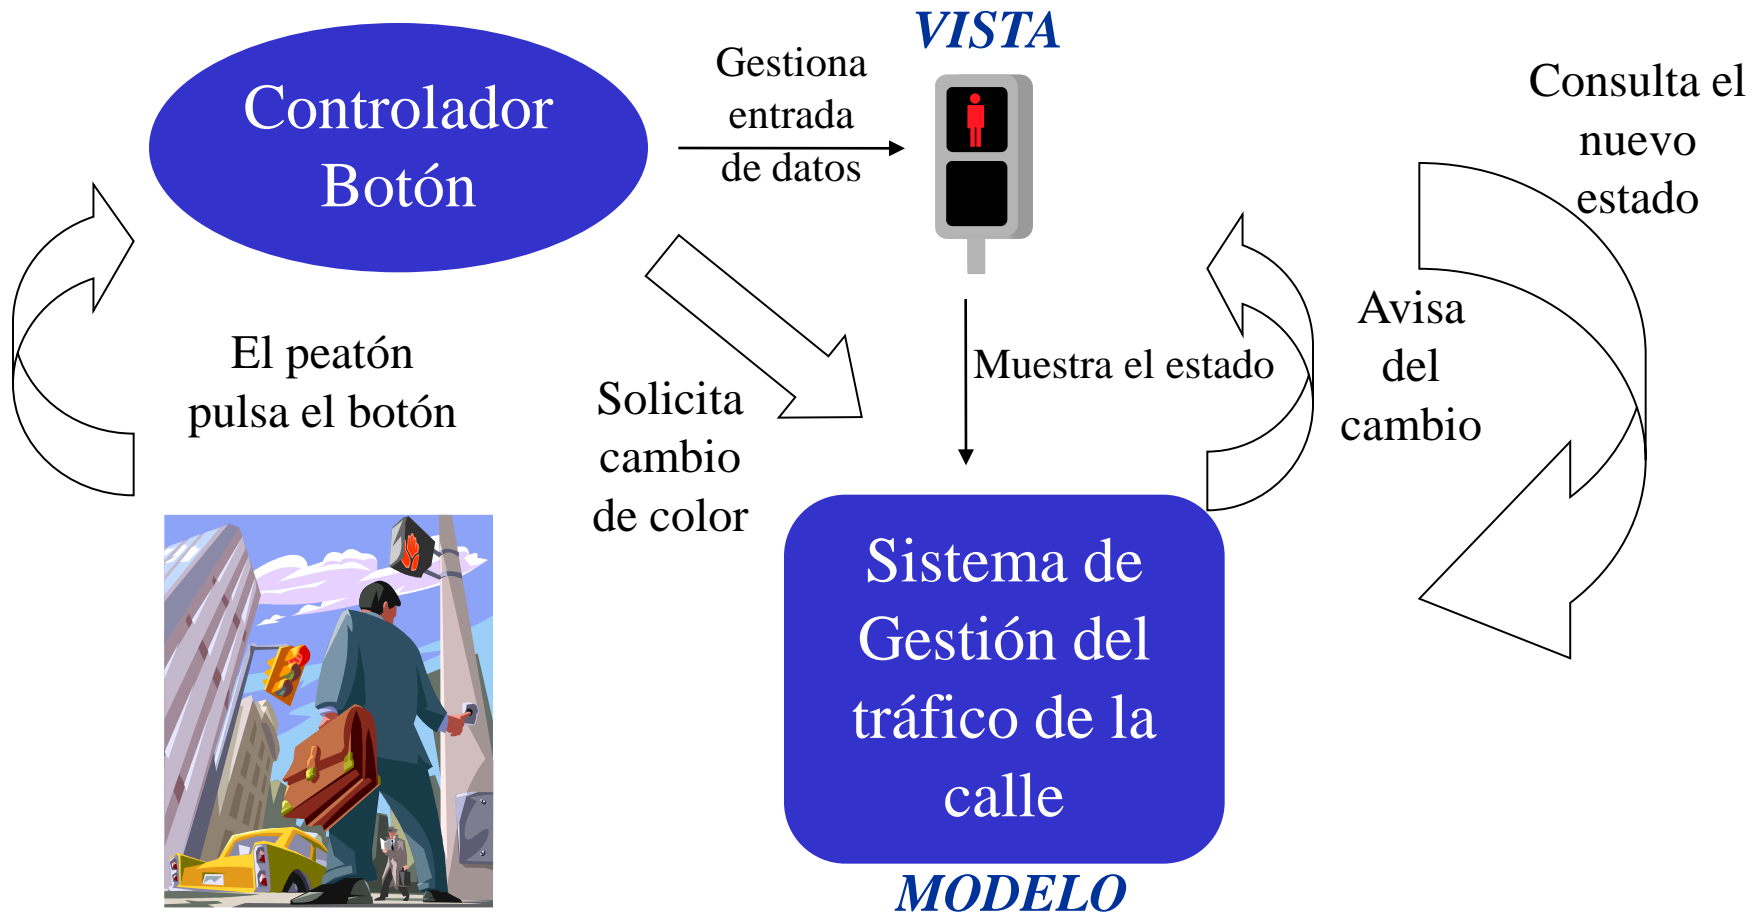 VISTA
Controlador
Botón
Gestiona
entrada
de datos
Consulta el
nuevo
estado
El peatón
pulsa el botón
Solicita
cambio
de color
Muestra el estado
Avisa
del
cambio
Sistema de
Gestión del
tráfico de la
calle
MODELO